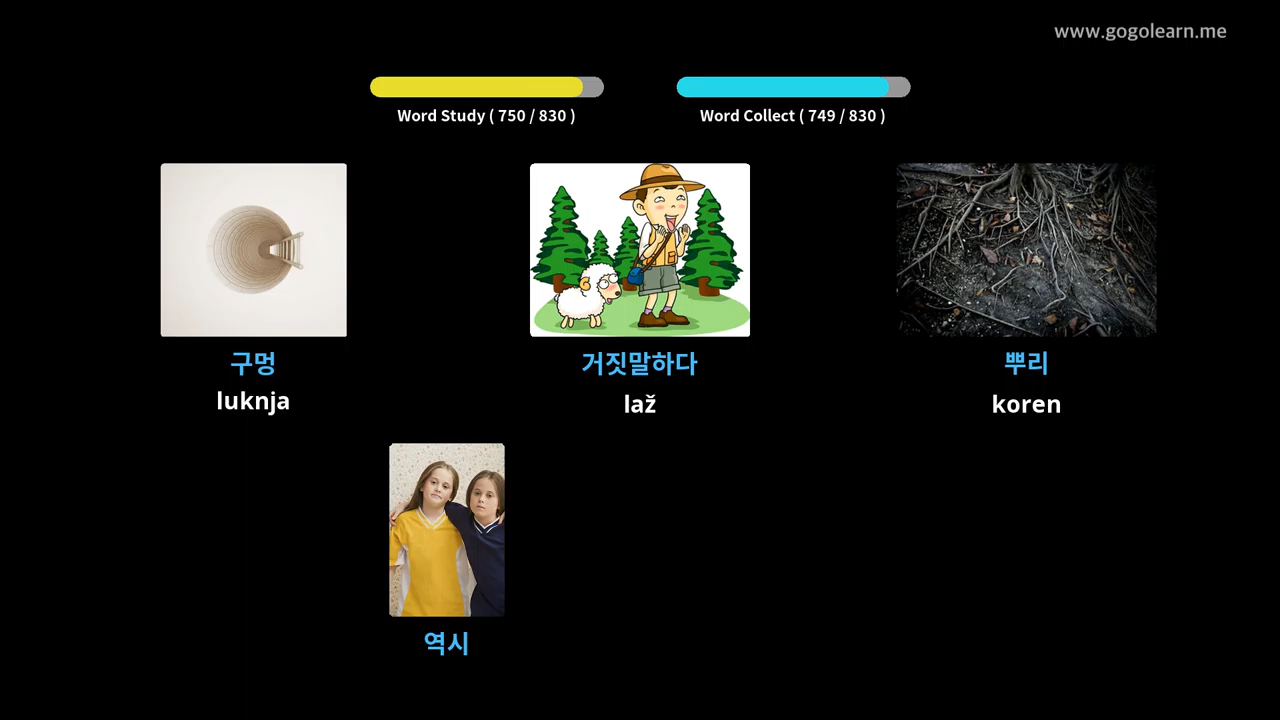 www.gogolearn.me
Word Study ( 750 / 830 )
Word Collect ( 749 / 830 )
구멍
거짓말하다
뿌리
luknja
laž
koren
역시